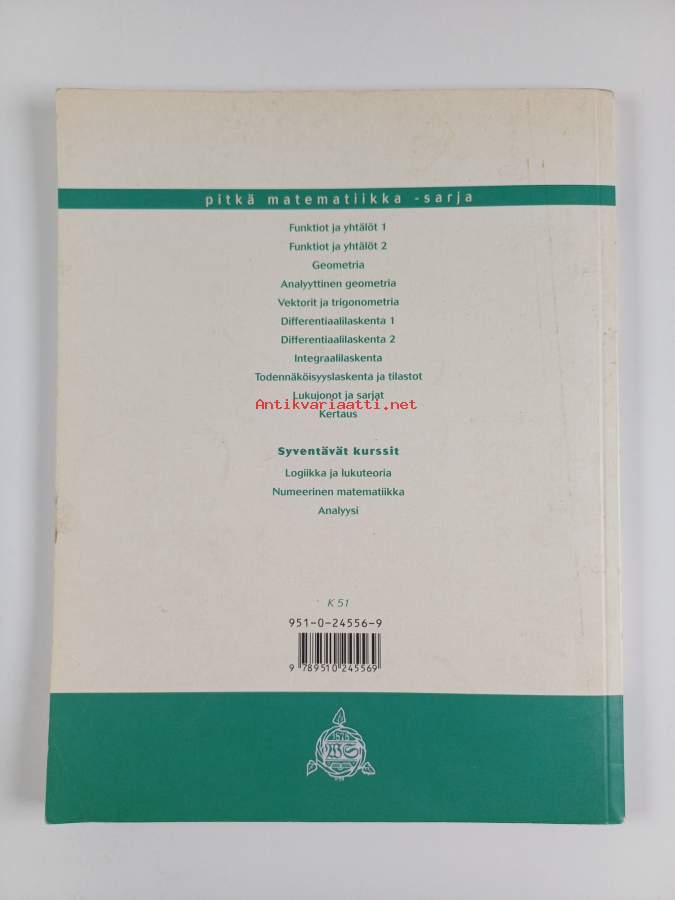 pitkä matematiikka -sarja
Funktiot ja yhtälöt 1
Funktiot ja yhtälöt 2
Geometria
Analyyttinen geometria
Vektorit ja trigonometria
Differentiaalilaskenta 1
Differentiaalilaskenta 2
Integraalilaskenta
Todennäköisyyslaskenta ja tilastot
Lukujonot ja sarjat
Antikvariaatti.net
Kertaus
Syventävät kurssit
Logiikka ja lukuteoria
Numeerinen matematiikka
Analyysi
K 51
951-0-24556-9
9 789510 245569
WS